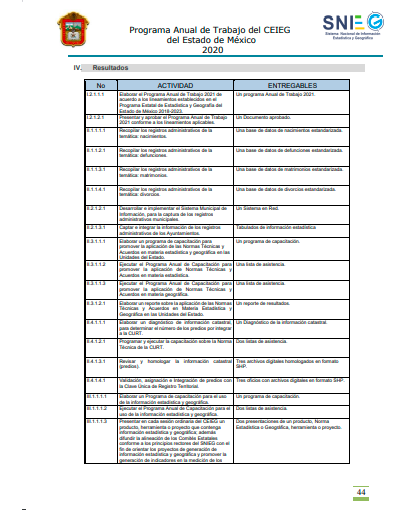 Programa Anual de Trabajo del CEIEG
del Estado de México
2020
SNIEG
Sistema Nacional de Información
Estadística y Geográfica
IV. Resultados
No ACTIVIDAD ENTREGABLES
I.2.1.1.1 Elaborar el Programa Anual de Trabajo 2021 de Un programa Anual de Trabajo 2021.
acuerdo a los lineamientos establecidos en el
Programa Estatal de Estadística y Geografía del
Estado de México 2018-2023.
I.2.1.2.1 Presentar y aprobar el Programa Anual de Trabajo Un Documento aprobado.
2021 conforme a los lineamientos aplicables.
II.1.1.1.1 Recopilar los registros administrativos de la Una base de datos de nacimientos estandarizada.
temática: nacimientos.
II.1.1.2.1 Recopilar los registros administrativos de la Una base de datos de defunciones estandarizada.
temática: defunciones.
II.1.1.3.1 Recopilar los registros administrativos de la Una base de datos de matrimonios estandarizada.
temática: matrimonios.
II.1.1.4.1 Recopilar los registros administrativos de la Una base de datos de divorcios estandarizada.
temática: divorcios.
II.2.1.2.1 Desarrollar e implementar el Sistema Municipal de Un Sistema en Red.
Información, para la captura de los registros
administrativos municipales.
II.2.1.3.1 Captar e integrar la información de los registros Tabulados de información estadística
administrativos de los Ayuntamientos.
II.3.1.1.1 Elaborar un programa de capacitación para Un programa de capacitación.
promover la aplicación de las Normas Técnicas y
Acuerdos en materia estadística y geográfica en las
Unidades del Estado.
II.3.1.1.2 Ejecutar el Programa Anual de Capacitación para Una lista de asistencia.
promover la aplicación de Normas Técnicas y
Acuerdos en materia estadística.
II.3.1.1.3 Ejecutar el Programa Anual de Capacitación para Una lista de asistencia.
promover la aplicación de Normas Técnicas y
Acuerdos en materia geográfica.
II.3.1.2.1 Elaborar un reporte sobre la aplicación de las Normas Un reporte de resultados.
Técnicas y Acuerdos en Materia Estadística y
Geográfica en las Unidades del Estado.
II.4.1.1.1 Elaborar un diagnóstico de información catastral, Un Diagnóstico de la información catastral.
para determinar el número de los predios por integrar
a la CURT.
II.4.1.2.1 Programar y ejecutar la capacitación sobre la Norma Dos listas de asistencia.
Técnica de la CURT.
II.4.1.3.1 Revisar y homologar la información catastral Tres archivos digitales homologados en formato
(predios). SHP.
II.4.1.4.1 Validación, asignación e integración de predios con Tres oficios con archivos digitales en formato SHP.
la Clave Única de Registro Territorial.
III.1.1.1.1 Elaborar un Programa de capacitación para el uso Un programa de capacitación.
de la información estadística y geográfica.
III.1.1.1.2 Ejecutar el Programa Anual de Capacitación para el Dos listas de asistencia.
uso de la información estadística y geográfica.
III.1.1.1.3 Presentar en cada sesión ordinaria del CEIEG un Dos presentaciones de un producto, Norma
producto, herramienta o proyecto que contenga Estadística o Geográfica, herramienta o proyecto.
información estadística y geográfica; además
difundir la alineación de los Comités Estatales
conforme a los principios rectores del SNIEG con el
fin de orientar los proyectos de generación de
información estadística y geográfica y promover la
generación de indicadores en la medición de los
44